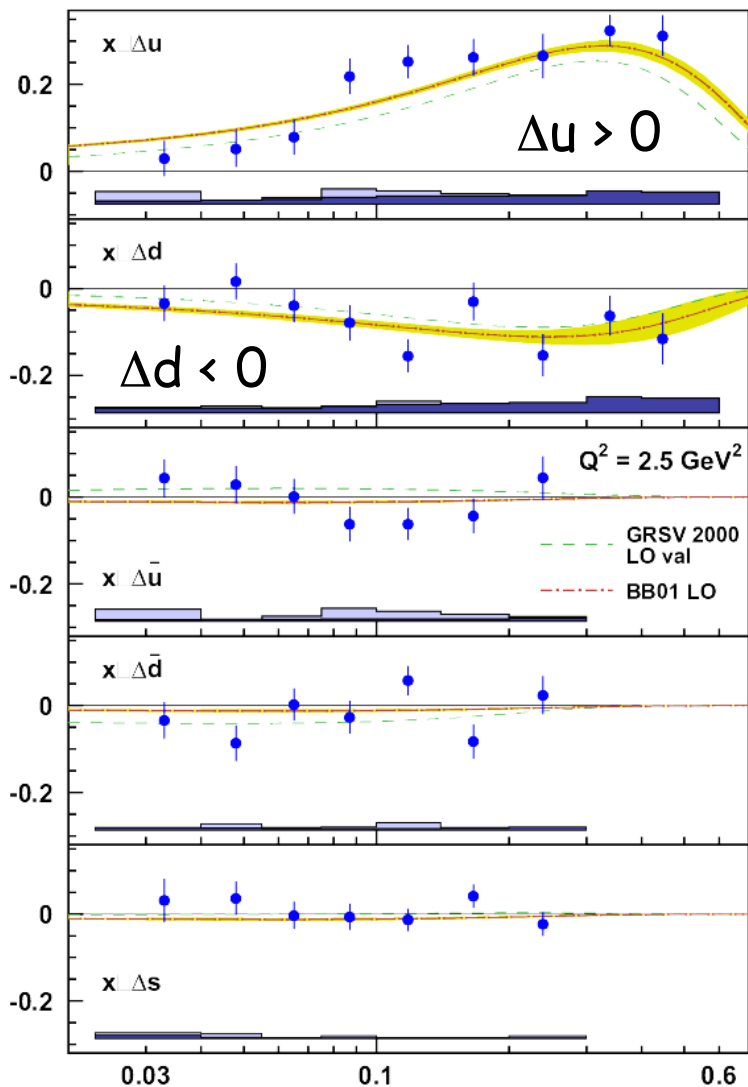 x·Δu
0.2
Δu > 0
0
x·Δd
0
Δd < 0
-0.2
Q² = 2.5 GeV²
0
GRSV 2000
LO val
BB01 LO
x·Δū
-0.2
x·Δd̄
0
-0.2
0
x·Δs
-0.2
0.03 0.1 0.6